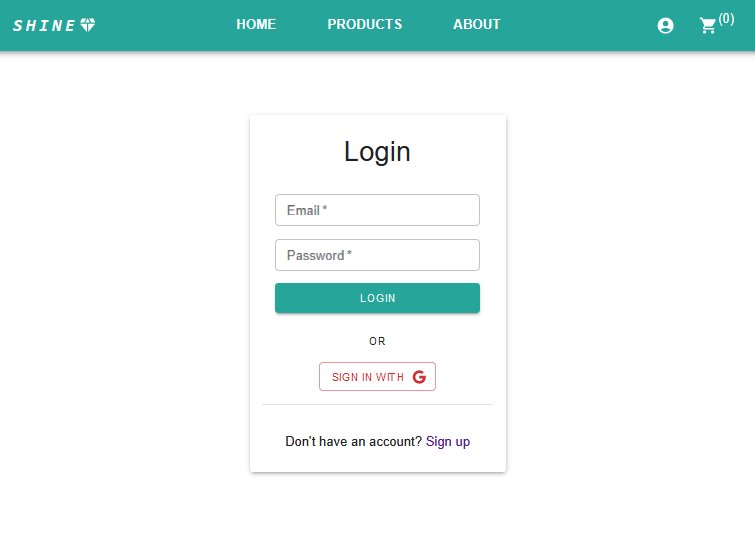 SHINE
HOME PRODUCTS ABOUT
(0)
Login
Email *
Password *
LOGIN
OR
SIGN IN WITH G
Don't have an account? Sign up